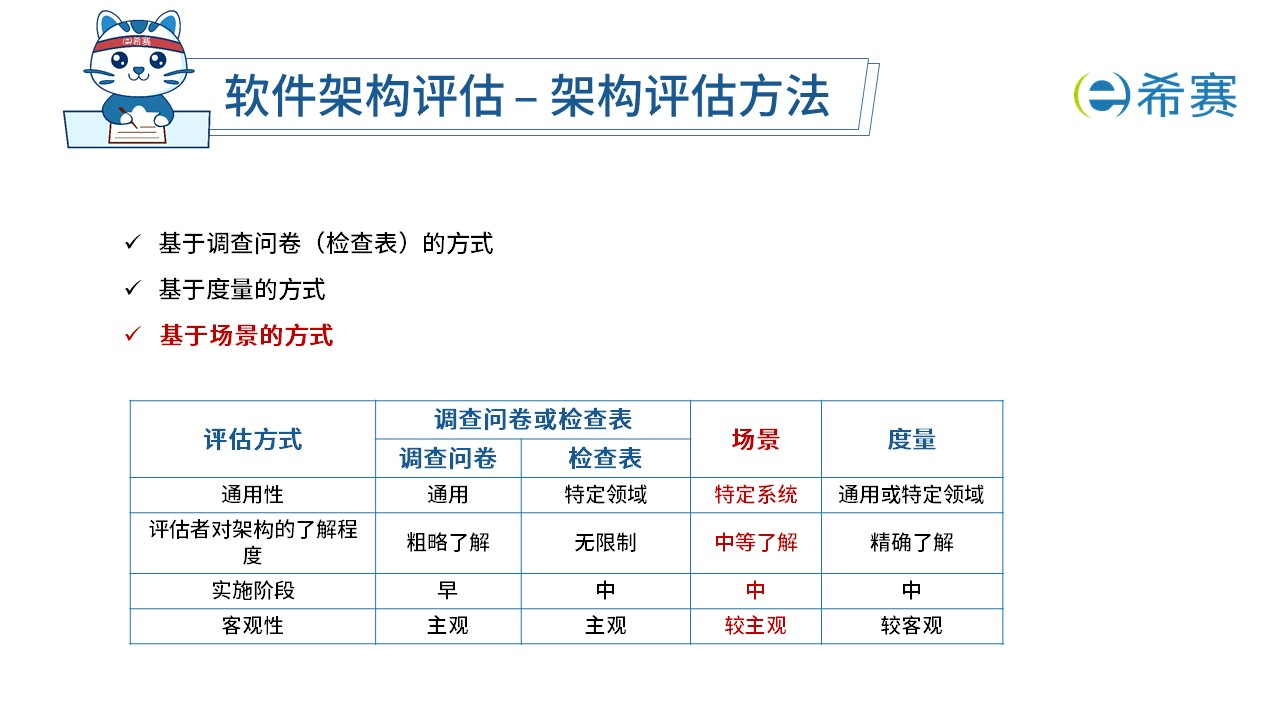 希赛
软件架构评估 – 架构评估方法
希赛
✓ 基于调查问卷（检查表）的方式
✓ 基于度量的方式
✓ 基于场景的方式
评估方式 调查问卷或检查表 场景 度量
调查问卷 检查表
通用性 通用 特定领域 特定系统 通用或特定领域
评估者对架构的了解程
度 粗略了解 无限制 中等了解 精确了解
实施阶段 早 中 中 中
客观性 主观 主观 较主观 较客观